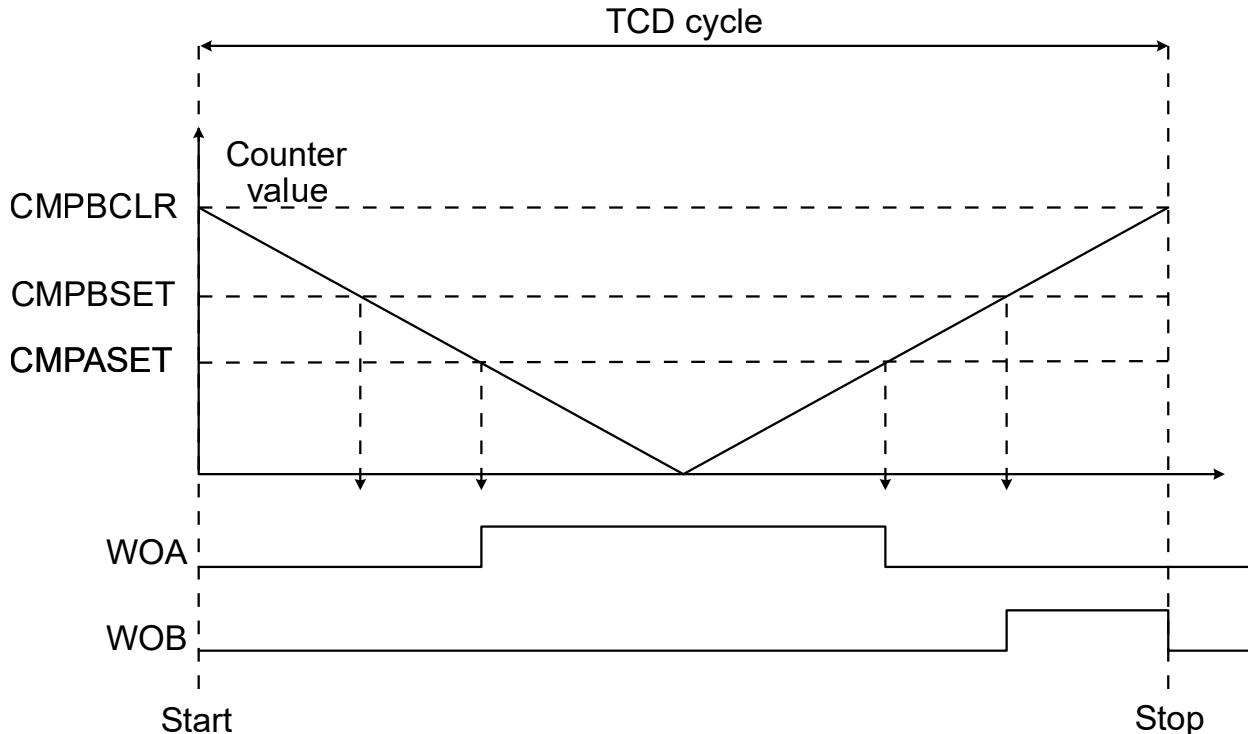 TCD cycle
Counter
value
CMPBCLR
CMPBSET
CMPASET
WOA
WOB
Start
Stop